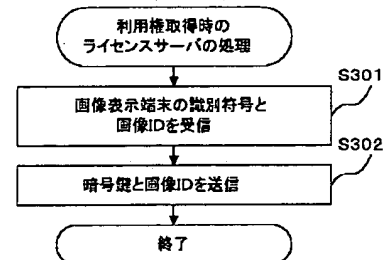 利用権取得時の
ライセンスサーバの処理
S301
画像表示端末の識別符号と
画像IDを受信
S302
暗号鍵と画像IDを送信
終了